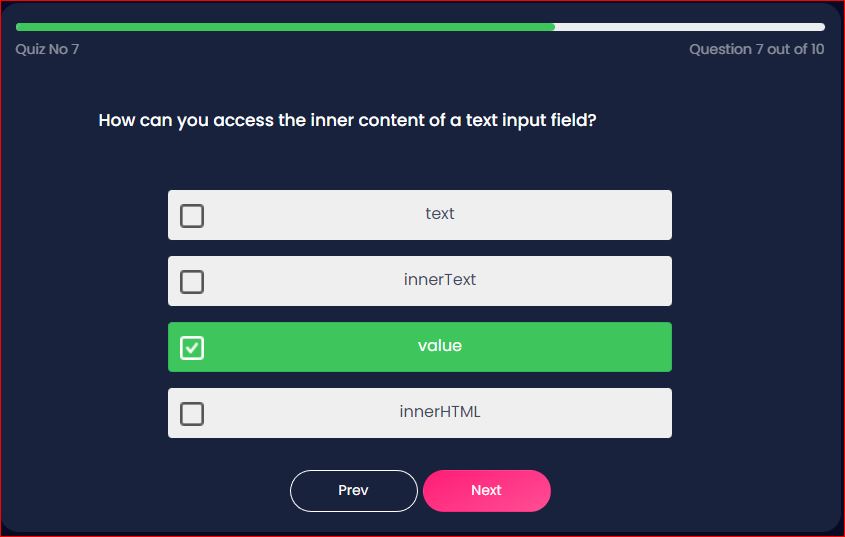 Quiz No 7
Question 7 out of 10
How can you access the inner content of a text input field?
text
innerText
value
innerHTML
Prev
Next